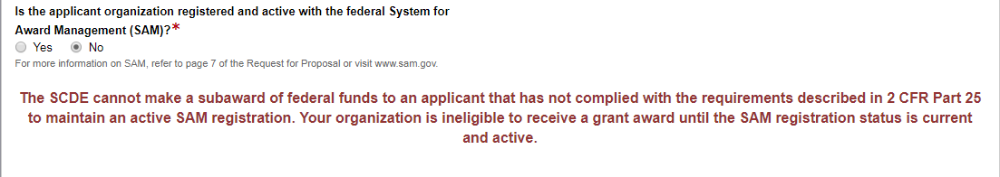 Is the applicant organization registered and active with the federal System for
Award Management (SAM)?*
Yes No
For more information on SAM, refer to page 7 of the Request for Proposal or visit www.sam.gov.
The SCDE cannot make a subaward of federal funds to an applicant that has not complied with the requirements described in 2 CFR Part 25
to maintain an active SAM registration. Your organization is ineligible to receive a grant award until the SAM registration status is current
and active.